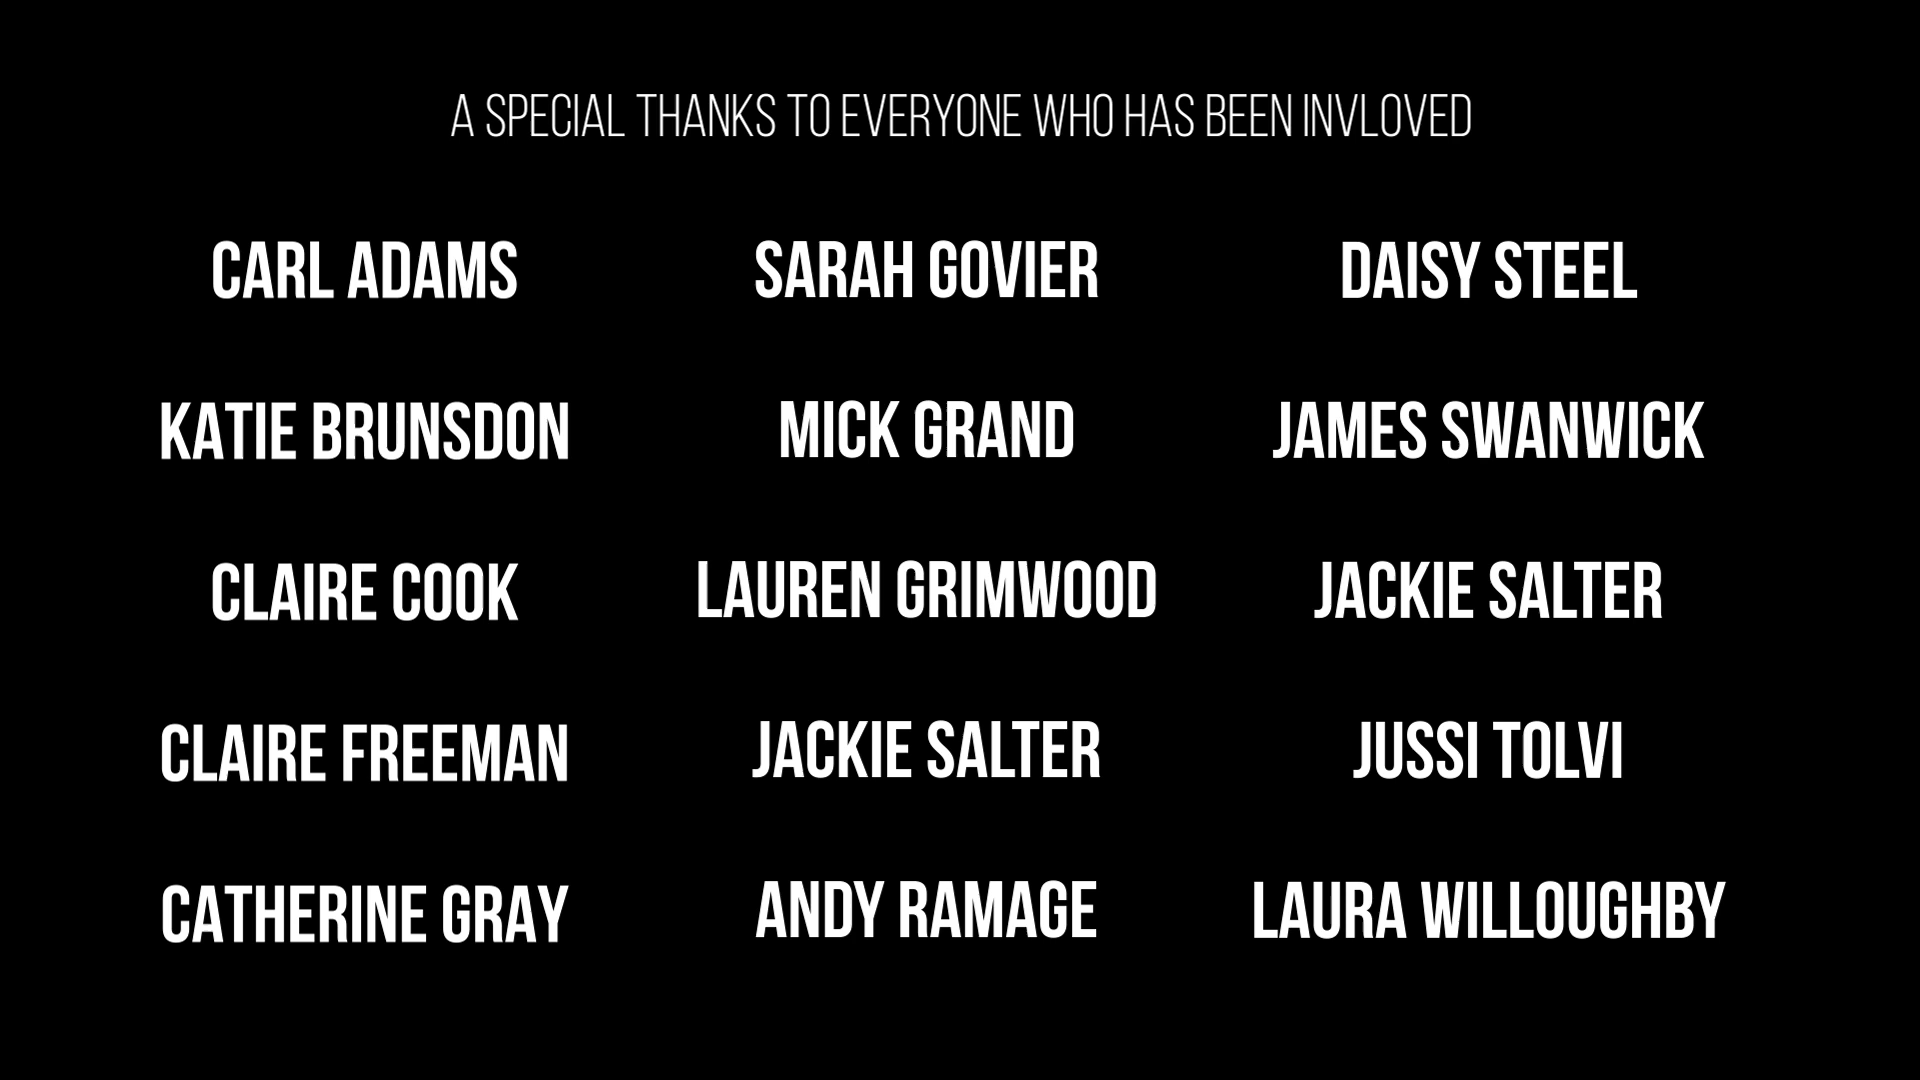 A SPECIAL THANKS TO EVERYONE WHO HAS BEEN INVLOVED
CARL ADAMS
SARAH GOVIER
DAISY STEEL
KATIE BRUNSDON
MICK GRAND
JAMES SWANWICK
CLAIRE COOK
LAUREN GRIMWOOD
JACKIE SALTER
CLAIRE FREEMAN
JACKIE SALTER
JUSSI TOLVI
CATHERINE GRAY
ANDY RAMAGE
LAURA WILLOUGHBY